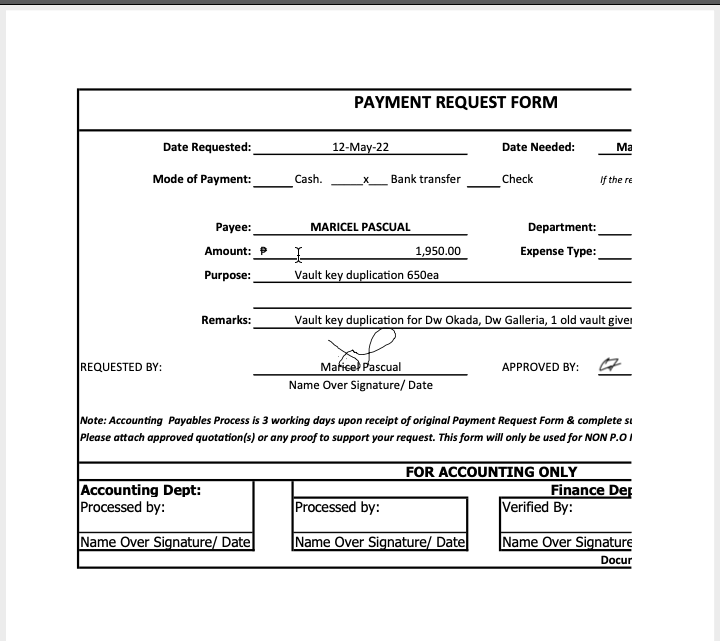 PAYMENT REQUEST FORM
Date Requested: 12-May-22 Date Needed: Ma
Mode of Payment: _____ Cash. _____x___ Bank transfer _____ Check If the re
Payee: MARICEL PASCUAL Department:
Amount: ₱ 1,950.00 Expense Type:
Purpose: Vault key duplication 650ea
Remarks: Vault key duplication for Dw Okada, Dw Galleria, 1 old vault given
REQUESTED BY: Maricel Pascual APPROVED BY:
Name Over Signature/ Date
Note: Accounting Payables Process is 3 working days upon receipt of original Payment Request Form & complete su
Please attach approved quotation(s) or any proof to support your request. This form will only be used for NON P.O
FOR ACCOUNTING ONLY
Accounting Dept: Finance Dep
Processed by: Processed by: Verified By:
Name Over Signature/ Date Name Over Signature/ Date Name Over Signature
Docur